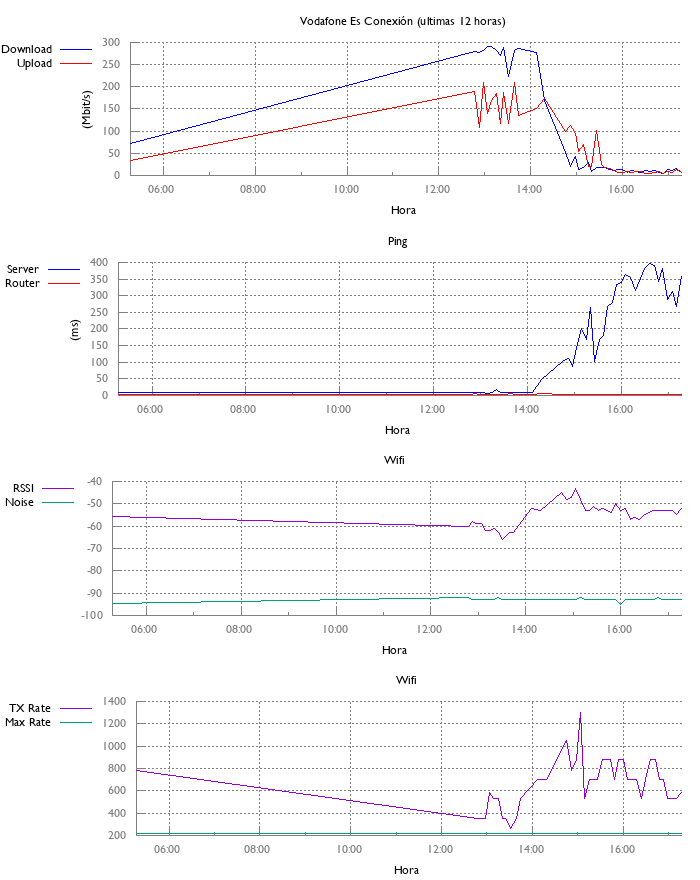 Vodafone Es Conexión (ultimas 12 horas)
Download
Upload
(Mbit/s)
300
250
200
150
100
50
0
06:00 08:00 10:00 12:00 14:00 16:00
Hora
Ping
Server
Router
(ms)
400
350
300
250
200
150
100
50
0
06:00 08:00 10:00 12:00 14:00 16:00
Hora
Wifi
RSSI
Noise
-40
-50
-60
-70
-80
-90
-100
06:00 08:00 10:00 12:00 14:00 16:00
Hora
Wifi
TX Rate
Max Rate
1400
1200
1000
800
600
400
200
06:00 08:00 10:00 12:00 14:00 16:00
Hora